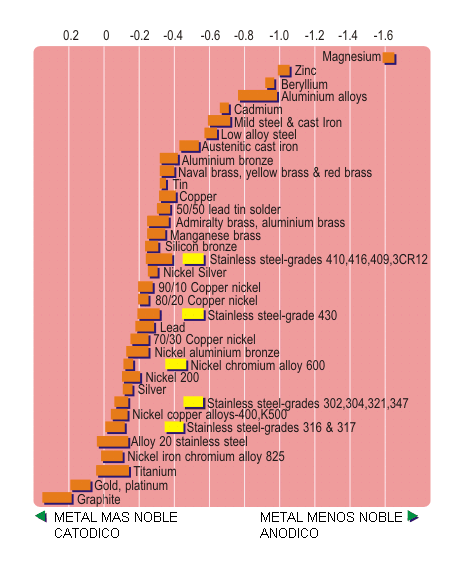 0.2 0 -0.2 -0.4 -0.6 -0.8 -1.0 -1.2 -1.4 -1.6
Magnesium
Zinc
Beryllium
Aluminium alloys
Cadmium
Mild steel & cast Iron
Low alloy steel
Austenitic cast iron
Aluminium bronze
Naval brass, yellow brass & red brass
Tin
Copper
50/50 lead tin solder
Admiralty brass, aluminium brass
Manganese brass
Silicon bronze
Stainless steel-grades 410,416,409,3CR12
Nickel Silver
90/10 Copper nickel
80/20 Copper nickel
Stainless steel-grade 430
Lead
70/30 Copper nickel
Nickel aluminium bronze
Nickel chromium alloy 600
Nickel 200
Silver
Stainless steel-grades 302,304,321,347
Nickel copper alloys-400,K500
Stainless steel-grades 316 & 317
Alloy 20 stainless steel
Nickel iron chromium alloy 825
Titanium
Gold, platinum
Graphite
METAL MAS NOBLE
CATODICO
METAL MENOS NOBLE
ANODICO